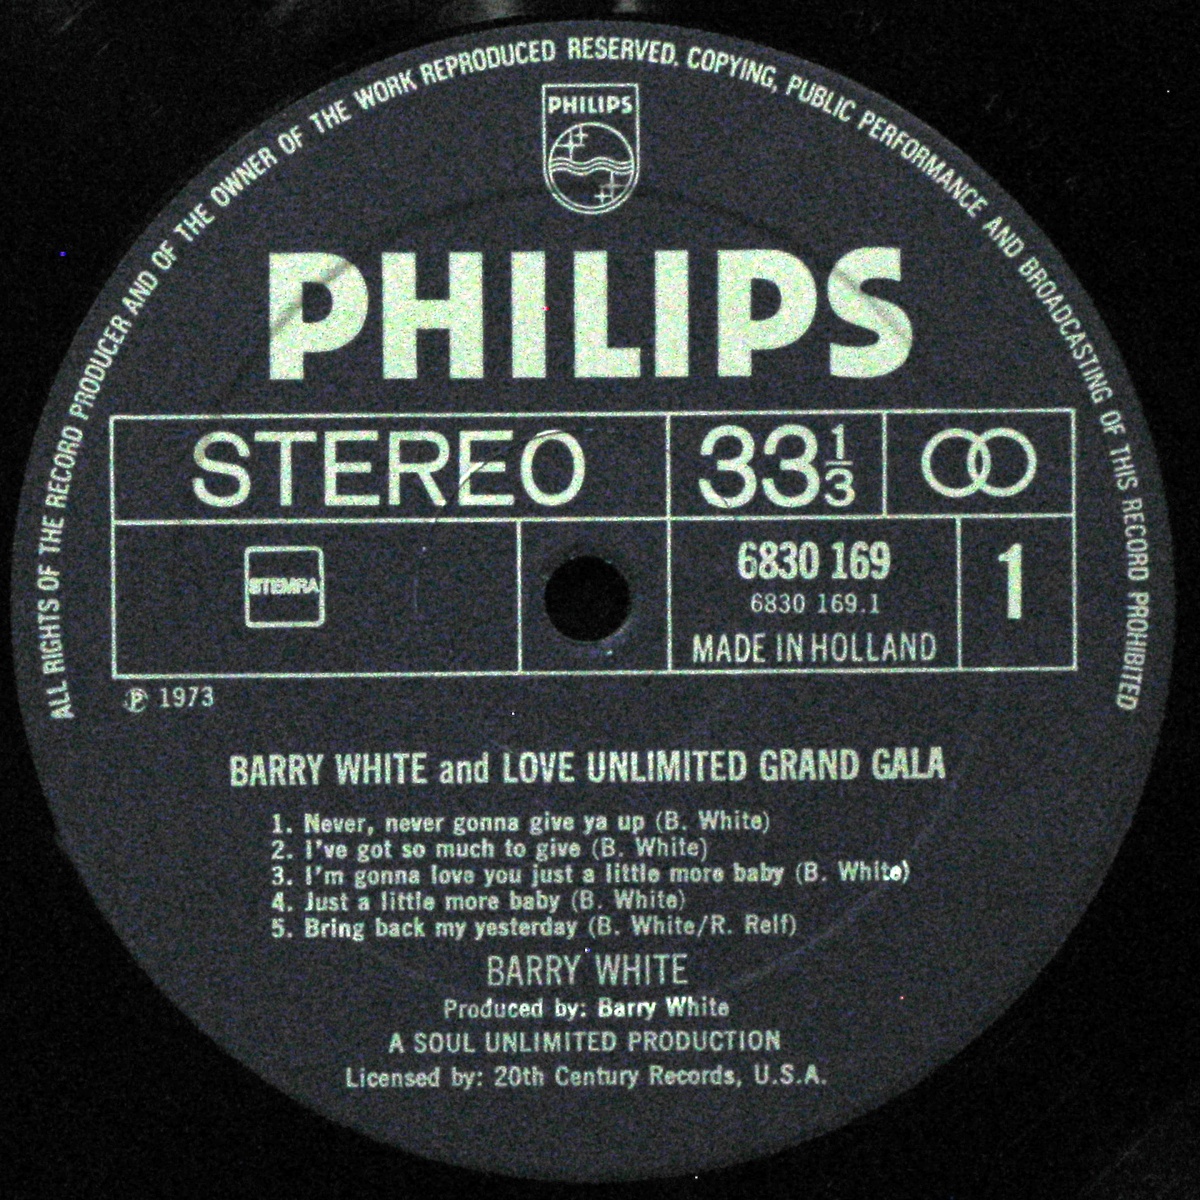 ALL RIGHTS OF THE RECORD PRODUCER AND OF THE OWNER OF THE WORK REPRODUCED RESERVED. COPYING, PUBLIC PERFORMANCE AND BROADCASTING OF THIS RECORD PROHIBITED
PHILIPS
PHILIPS
STEREO 33⅓
STEMRA 6830 169 1
6830 169.1
MADE IN HOLLAND
℗ 1973
BARRY WHITE and LOVE UNLIMITED GRAND GALA
1. Never, never gonna give ya up (B. White)
2. I've got so much to give (B. White)
3. I'm gonna love you just a little more baby (B. White)
4. Just a little more baby (B. White)
5. Bring back my yesterday (B. White/R. Relf)
BARRY WHITE
Produced by: Barry White
A SOUL UNLIMITED PRODUCTION
Licensed by: 20th Century Records, U.S.A.